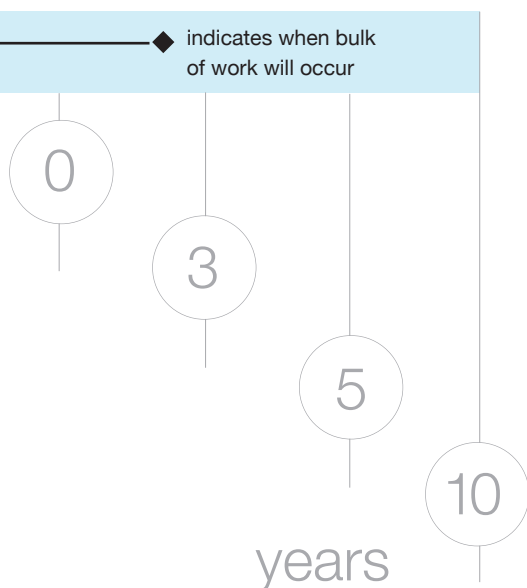 indicates when bulk
of work will occur
0
3
5
10
years